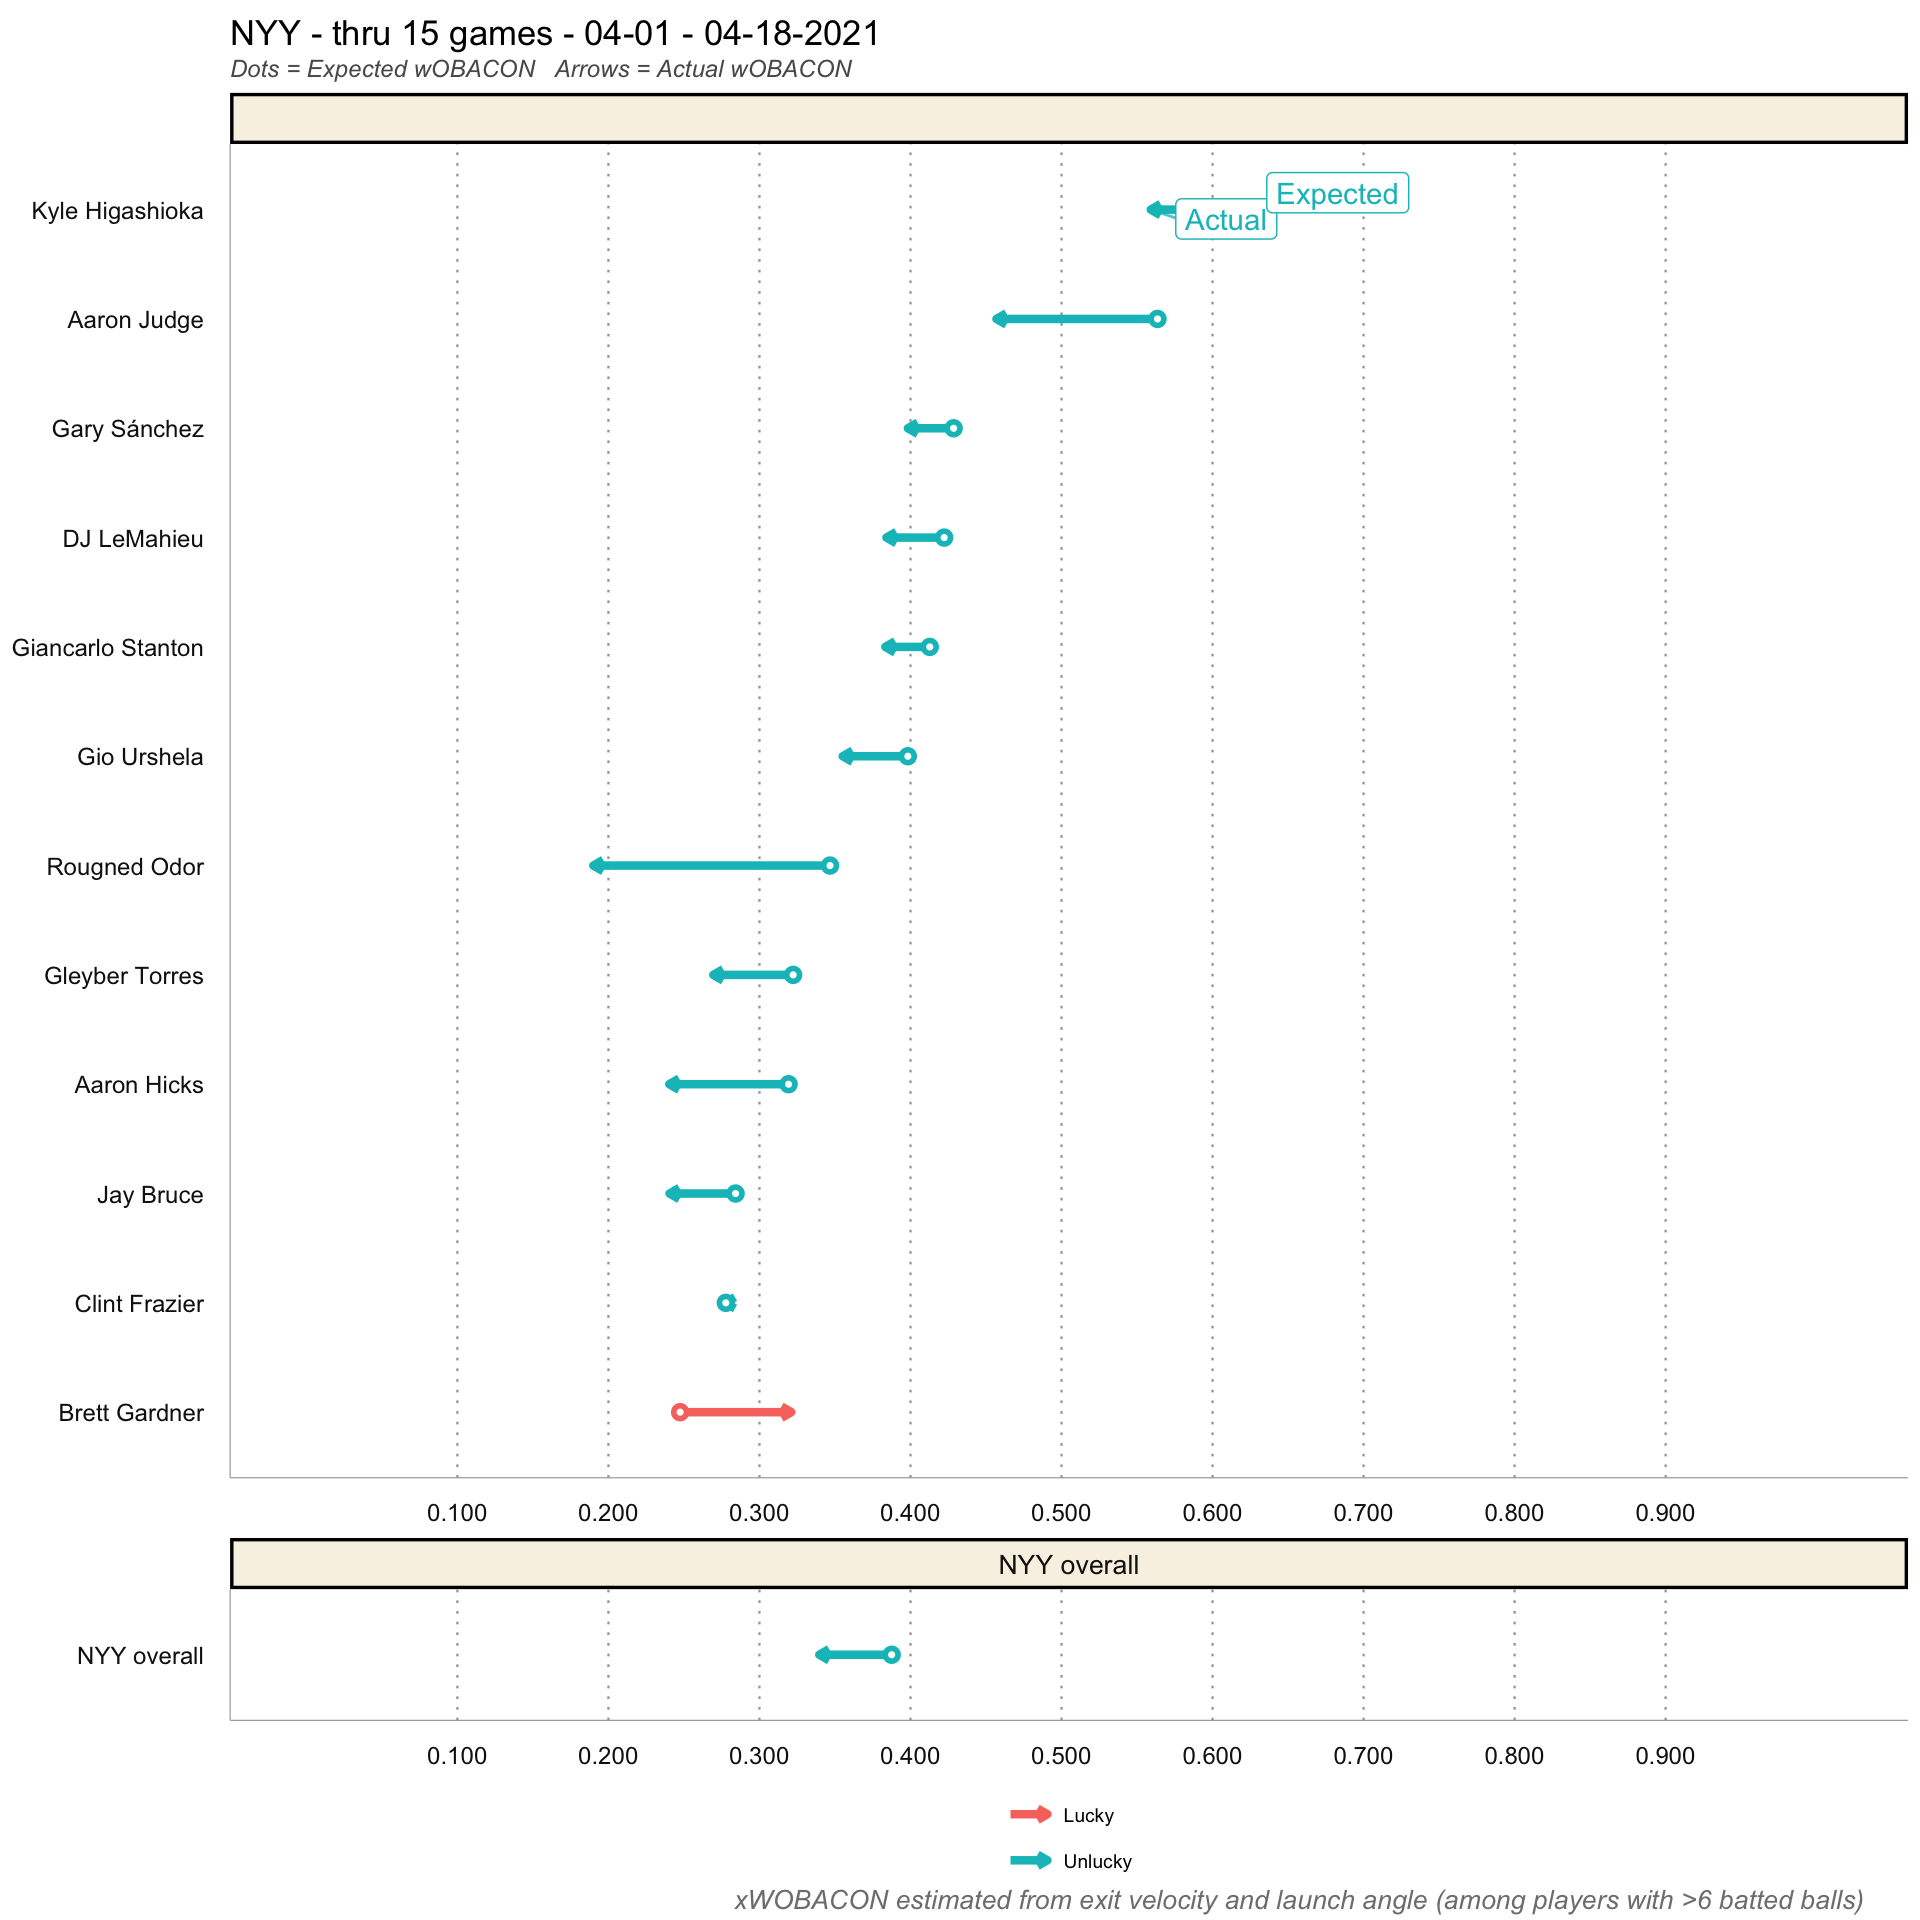 NYY - thru 15 games - 04-01 - 04-18-2021
Dots = Expected wOBACON   Arrows = Actual wOBACON
Kyle Higashioka
Expected
Actual
Aaron Judge
Gary Sánchez
DJ LeMahieu
Giancarlo Stanton
Gio Urshela
Rougned Odor
Gleyber Torres
Aaron Hicks
Jay Bruce
Clint Frazier
Brett Gardner
0.100 0.200 0.300 0.400 0.500 0.600 0.700 0.800 0.900
NYY overall
NYY overall
0.100 0.200 0.300 0.400 0.500 0.600 0.700 0.800 0.900
Lucky
Unlucky
xWOBACON estimated from exit velocity and launch angle (among players with >6 batted balls)